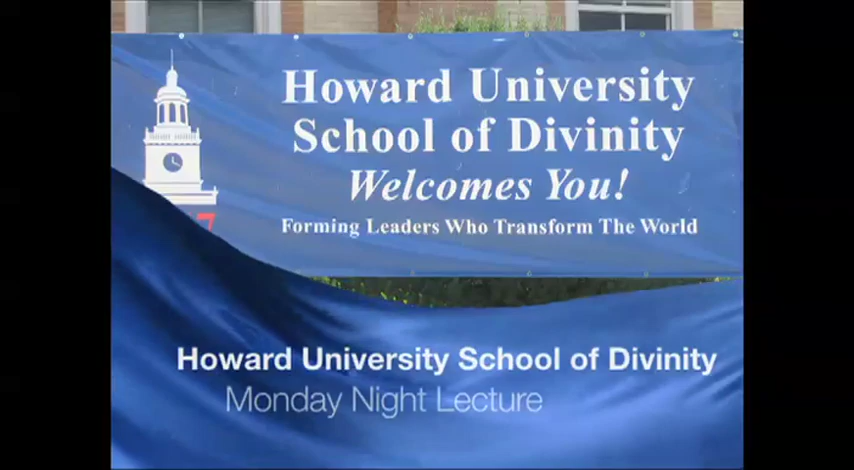 Howard University
School of Divinity
Welcomes You!
Forming Leaders Who Transform The World
7
Howard University School of Divinity
Monday Night Lecture